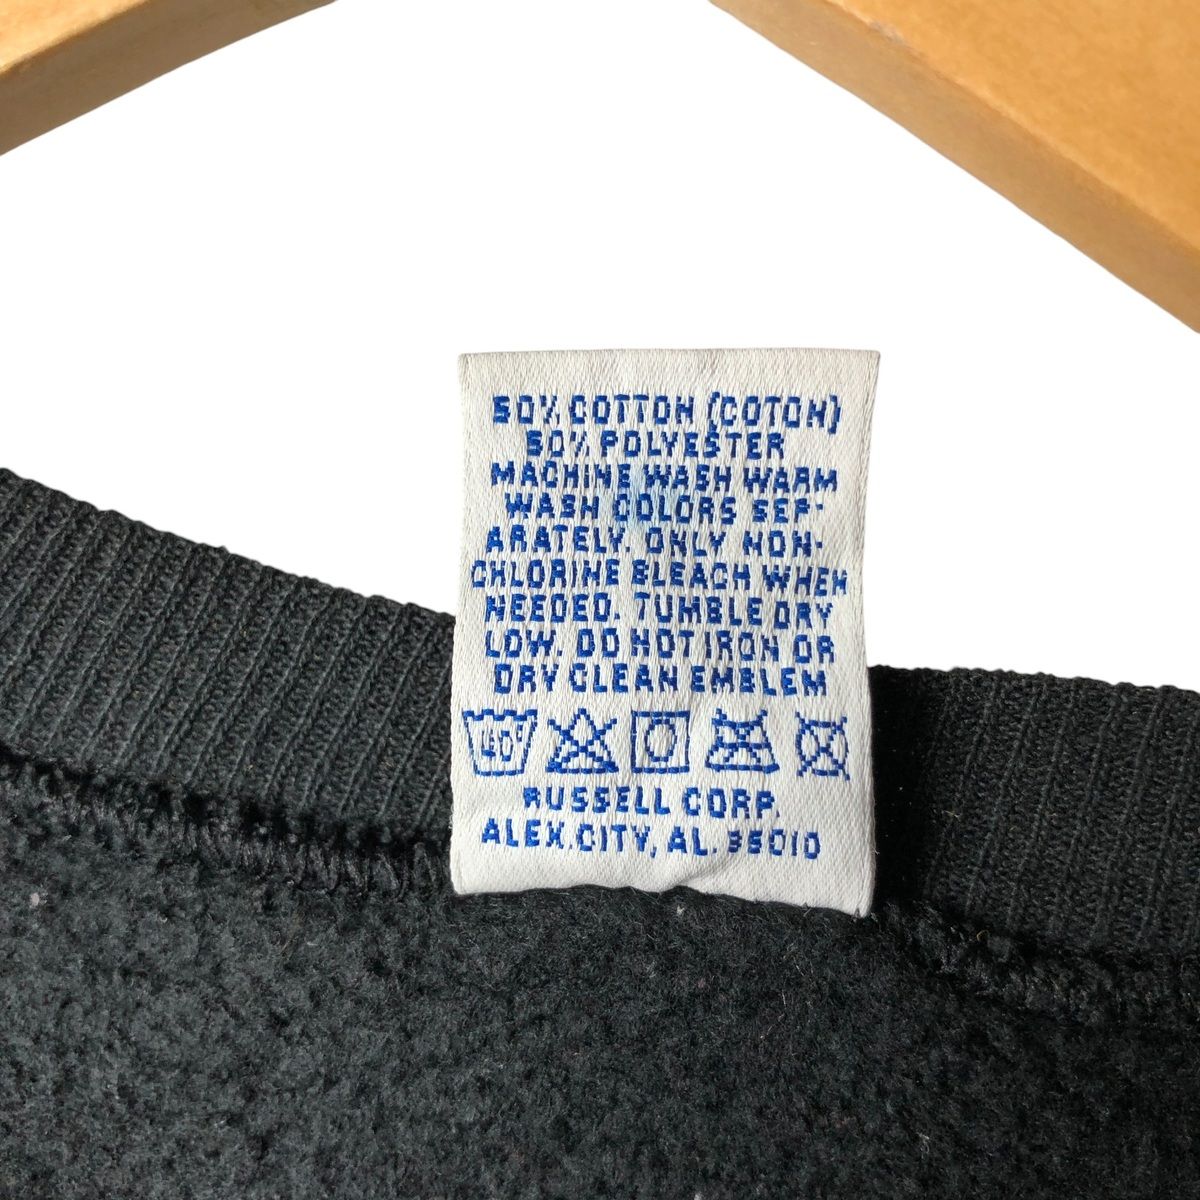 50% COTTON (COTON)
50% POLYESTER
MACHINE WASH WARM
WASH COLORS SEP-
ARATELY. ONLY NON-
CHLORINE BLEACH WHEN
NEEDED. TUMBLE DRY
LOW. DO NOT IRON OR
DRY CLEAN EMBLEM
40°
RUSSELL CORP.
ALEX.CITY, AL. 35010